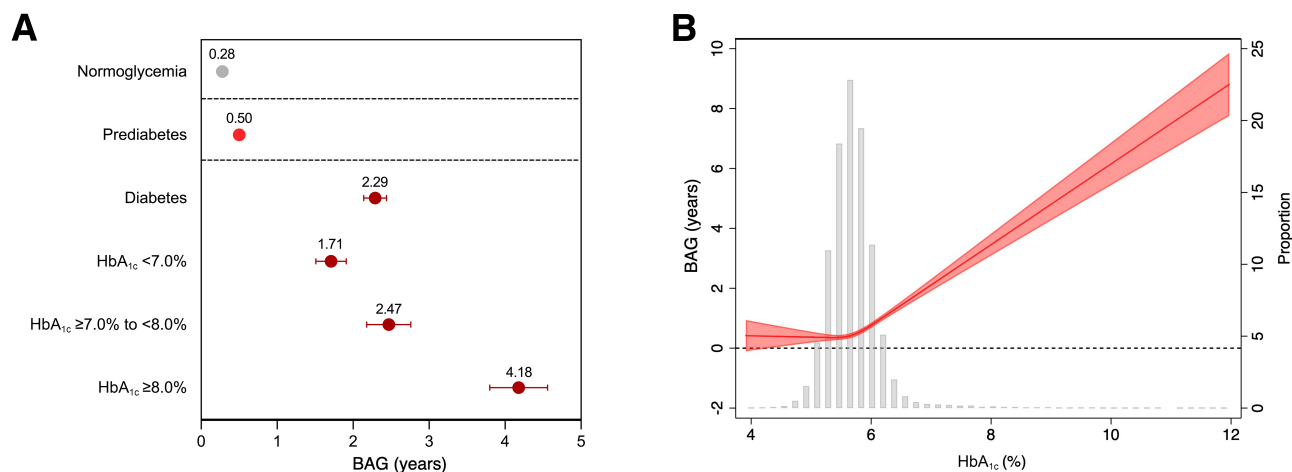 A
Normoglycemia
0.28
Prediabetes
0.50
Diabetes
2.29
HbA1c <7.0%
1.71
HbA1c ≥7.0% to <8.0%
2.47
HbA1c ≥8.0%
4.18
0 1 2 3 4 5
BAG (years)
B
BAG (years)
10
8
6
4
2
0
-2
25
20
15
10
5
0
Proportion
4 6 8 10 12
HbA1c (%)